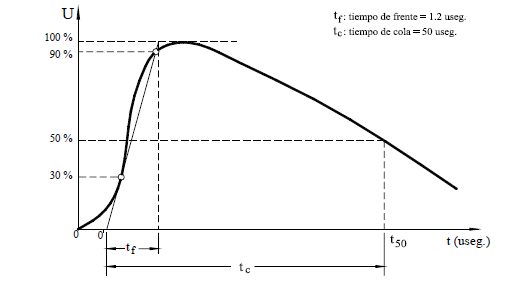 U
t_f : tiempo de frente = 1.2 useg.
t_c : tiempo de cola = 50 useg.
100 %
90 %
50 %
30 %
0 0'
t_f
t_50
t (useg.)
t_c